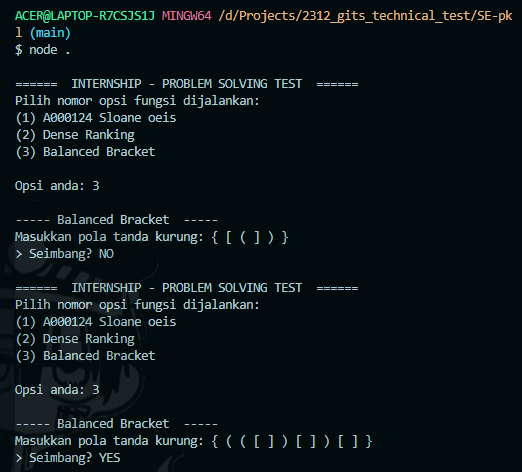 ACER@LAPTOP-R7CSJS1J MINGW64 /d/Projects/2312_gits_technical_test/SE-pk
l (main)
$ node .
======  INTERNSHIP - PROBLEM SOLVING TEST  ======
Pilih nomor opsi fungsi dijalankan:
(1) A000124 Sloane oeis
(2) Dense Ranking
(3) Balanced Bracket
Opsi anda: 3
----- Balanced Bracket  -----
Masukkan pola tanda kurung: { [ ( ] ) }
> Seimbang? NO
======  INTERNSHIP - PROBLEM SOLVING TEST  ======
Pilih nomor opsi fungsi dijalankan:
(1) A000124 Sloane oeis
(2) Dense Ranking
(3) Balanced Bracket
Opsi anda: 3
----- Balanced Bracket  -----
Masukkan pola tanda kurung: { ( ( [ ] ) [ ] ) [ ] }
> Seimbang? YES